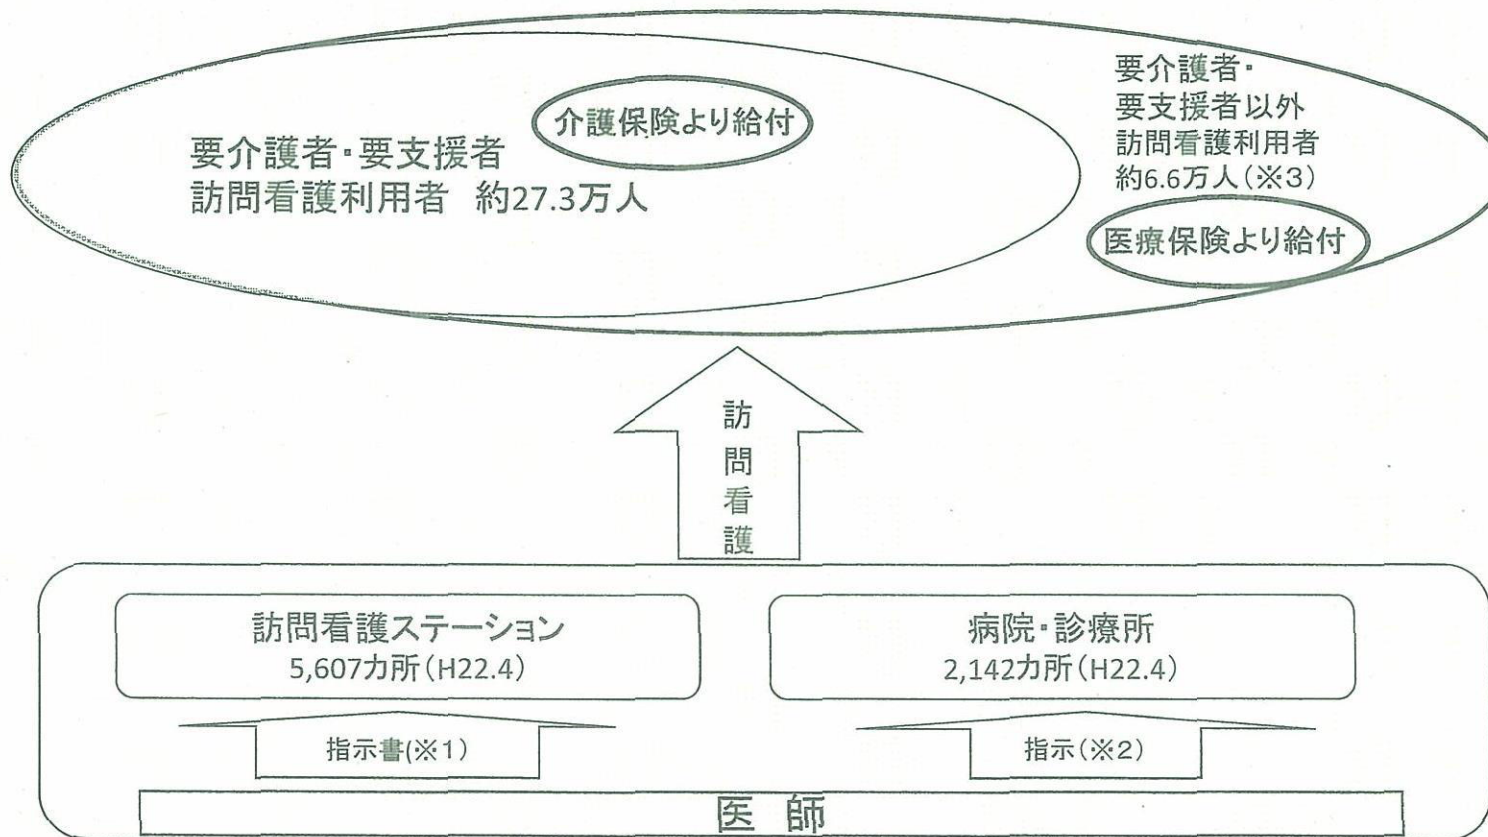 介護保険より給付
要介護者・要支援者
訪問看護利用者 約27.3万人
要介護者・
要支援者以外
訪問看護利用者
約6.6万人(※3)
医療保険より給付
訪
問
看
護
訪問看護ステーション
5,607カ所(H22.4)
病院・診療所
2,142カ所(H22.4)
指示書(※1)
指示(※2)
医 師